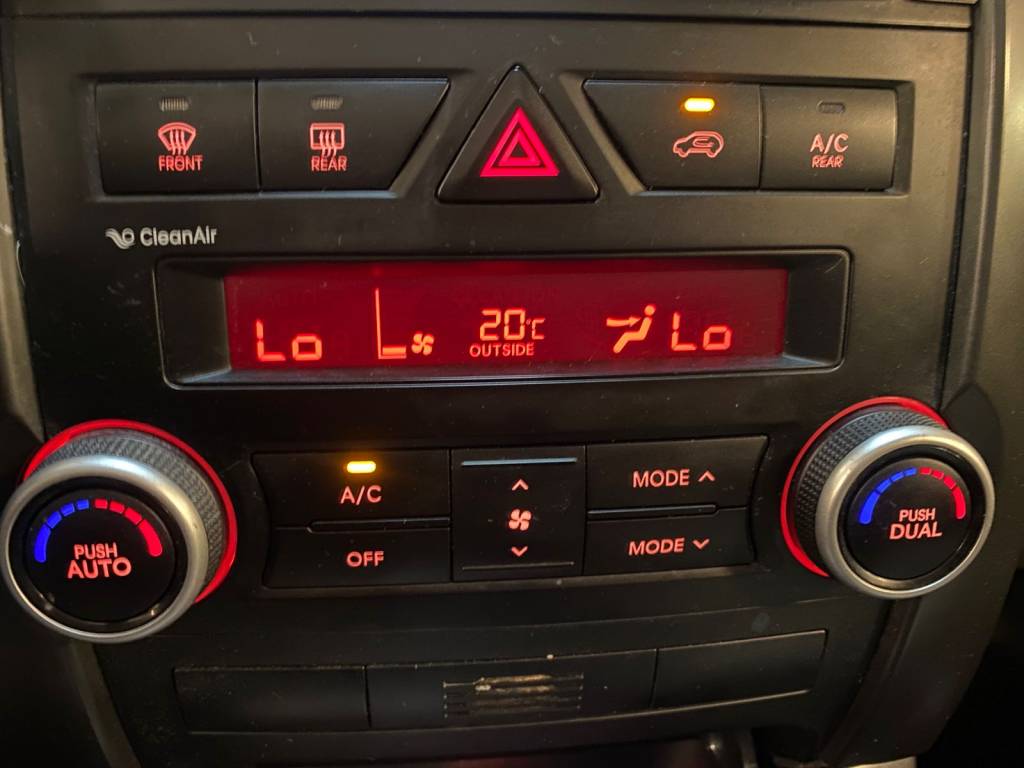 FRONT
REAR
A/C
REAR
CleanAir
Lo
20°C
OUTSIDE
Lo
A/C
OFF
MODE
MODE
PUSH
AUTO
PUSH
DUAL